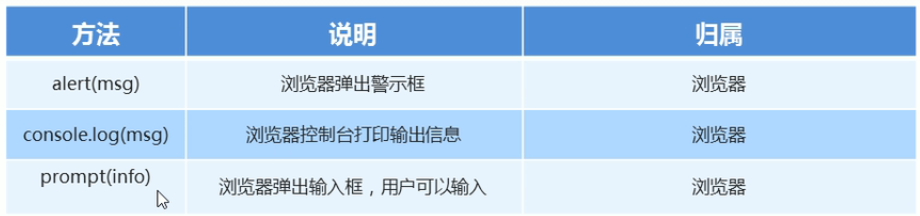 方法 说明 归属
alert(msg) 浏览器弹出警示框 浏览器
console.log(msg) 浏览器控制台打印输出信息 浏览器
prompt(info) 浏览器弹出输入框，用户可以输入 浏览器